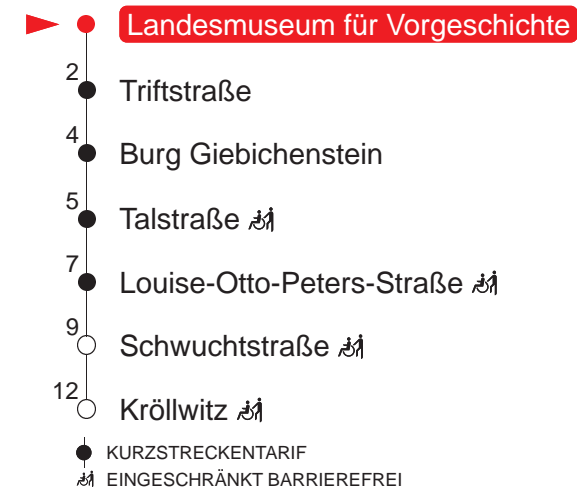 Landesmuseum für Vorgeschichte
2
Triftstraße
4
Burg Giebichenstein
5
Talstraße
7
Louise-Otto-Peters-Straße
9
Schwuchtstraße
12
Kröllwitz
KURZSTRECKENTARIF
EINGESCHRÄNKT BARRIEREFREI